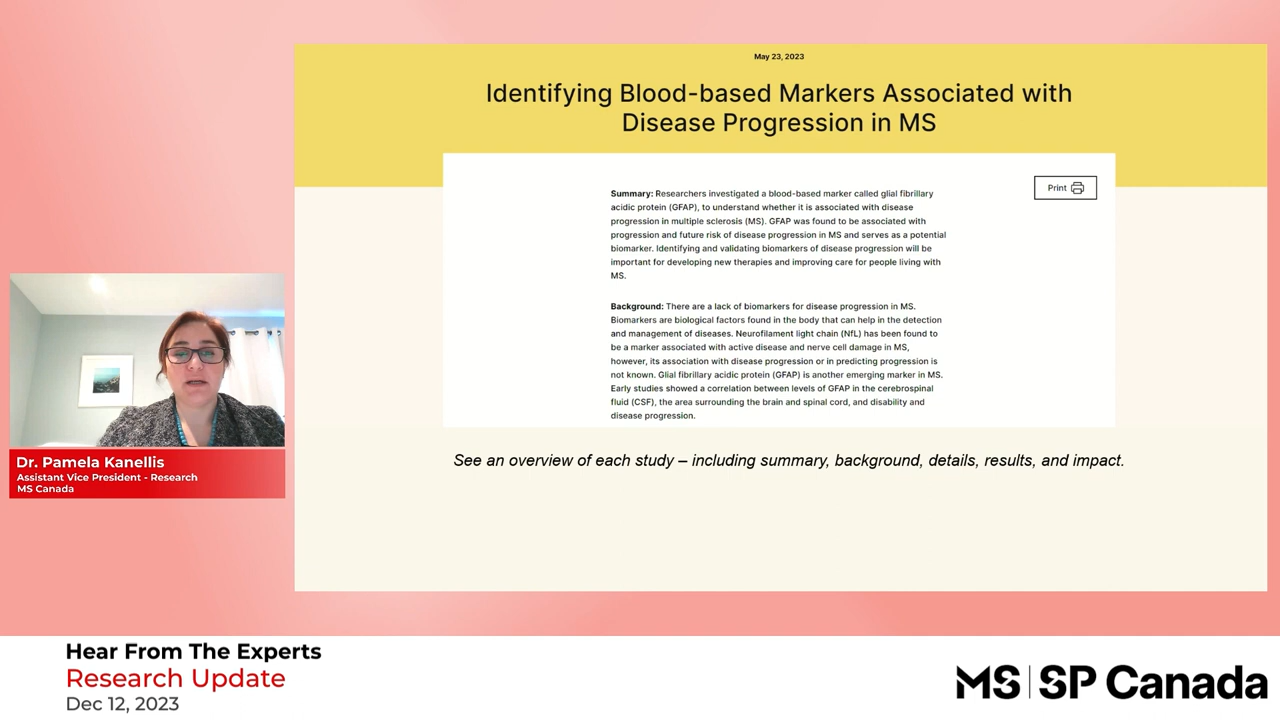 May 23, 2023
Identifying Blood-based Markers Associated with
Disease Progression in MS
Print
Summary: Researchers investigated a blood-based marker called glial fibrillary
acidic protein (GFAP), to understand whether it is associated with disease
progression in multiple sclerosis (MS). GFAP was found to be associated with
progression and future risk of disease progression in MS and serves as a potential
biomarker. Identifying and validating biomarkers of disease progression will be
important for developing new therapies and improving care for people living with
MS.
Background: There are a lack of biomarkers for disease progression in MS.
Biomarkers are biological factors found in the body that can help in the detection
and management of diseases. Neurofilament light chain (NfL) has been found to
be a marker associated with active disease and nerve cell damage in MS,
however, its association with disease progression or in predicting progression is
not known. Glial fibrillary acidic protein (GFAP) is another emerging marker in MS.
Early studies showed a correlation between levels of GFAP in the cerebrospinal
fluid (CSF), the area surrounding the brain and spinal cord, and disability and
disease progression.
See an overview of each study – including summary, background, details, results, and impact.
Dr. Pamela Kanellis
Assistant Vice President - Research
MS Canada
Hear From The Experts
Research Update
Dec 12, 2023
MS | SP Canada